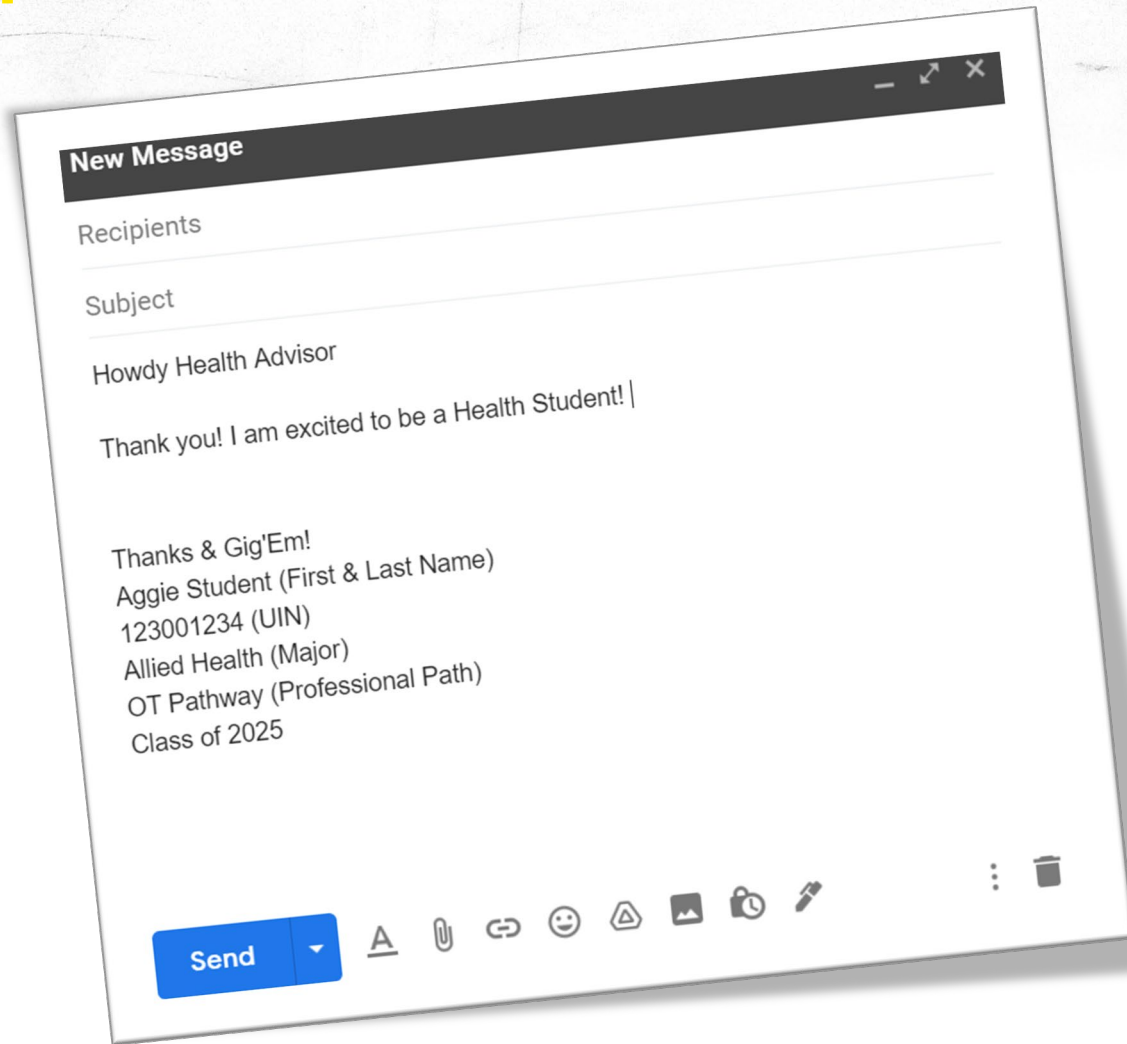 New Message
Recipients
Subject
Howdy Health Advisor
Thank you! I am excited to be a Health Student!
Thanks & Gig'Em!
Aggie Student (First & Last Name)
123001234 (UIN)
Allied Health (Major)
OT Pathway (Professional Path)
Class of 2025
Send